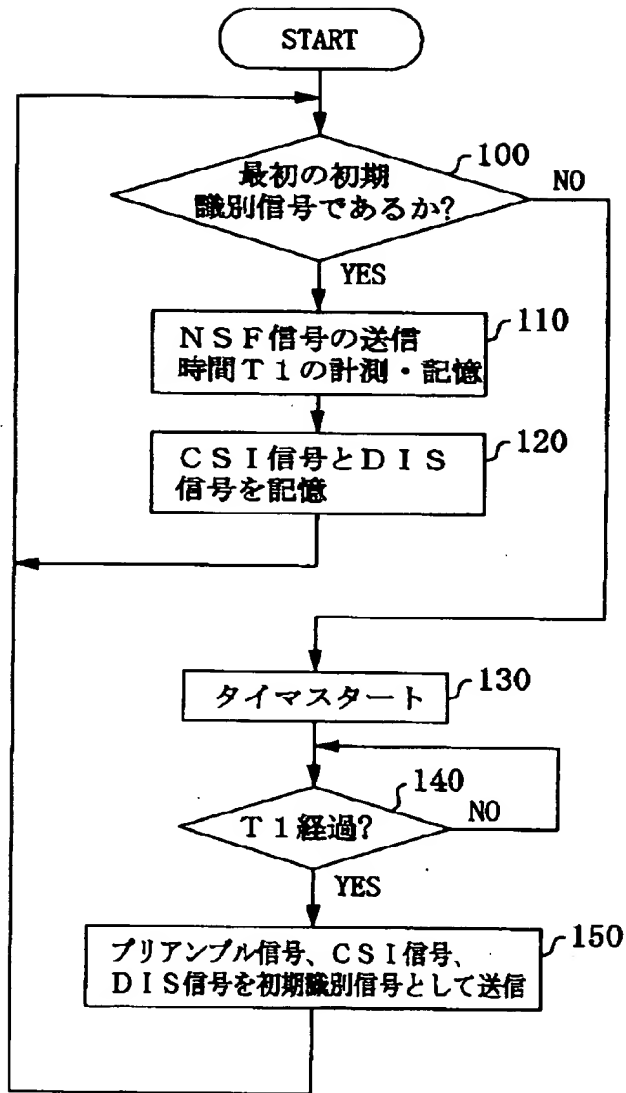 START
100
最初の初期
識別信号であるか?
NO
YES
110
ＮＳＦ信号の送信
時間Ｔ１の計測・記憶
120
ＣＳＩ信号とＤＩＳ
信号を記憶
130
タイマスタート
140
Ｔ１経過?
NO
YES
150
プリアンプル信号、ＣＳＩ信号、
ＤＩＳ信号を初期識別信号として送信